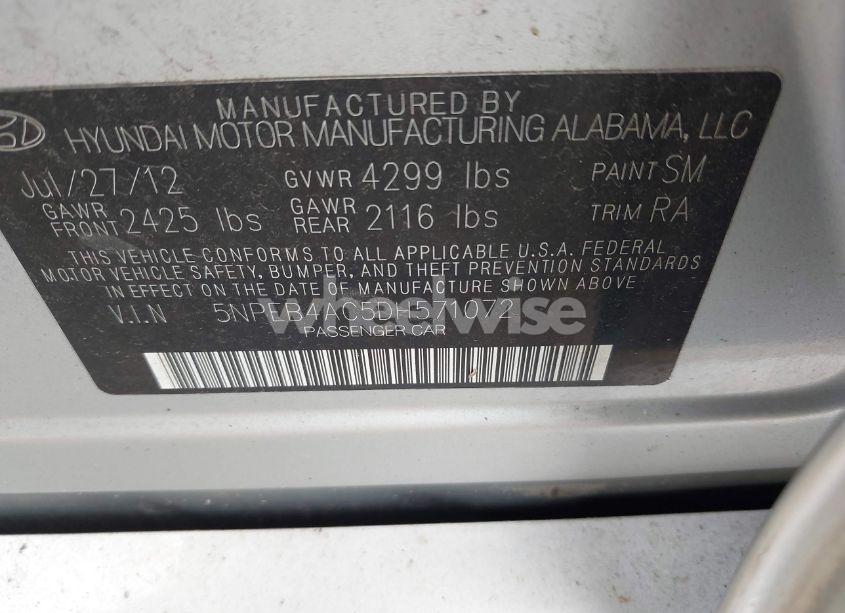 MANUFACTURED BY
HYUNDAI MOTOR MANUFACTURING ALABAMA, LLC
Jul/27/12 GVWR 4299 lbs PAINT SM
GAWR FRONT 2425 lbs GAWR REAR 2116 lbs TRIM RA
THIS VEHICLE CONFORMS TO ALL APPLICABLE U.S.A. FEDERAL
MOTOR VEHICLE SAFETY, BUMPER, AND THEFT PREVENTION STANDARDS
IN EFFECT ON THE DATE OF MANUFACTURE SHOWN ABOVE
V.I.N 5NPEB4AC5DH571072
PASSENGER CAR
wheelwise